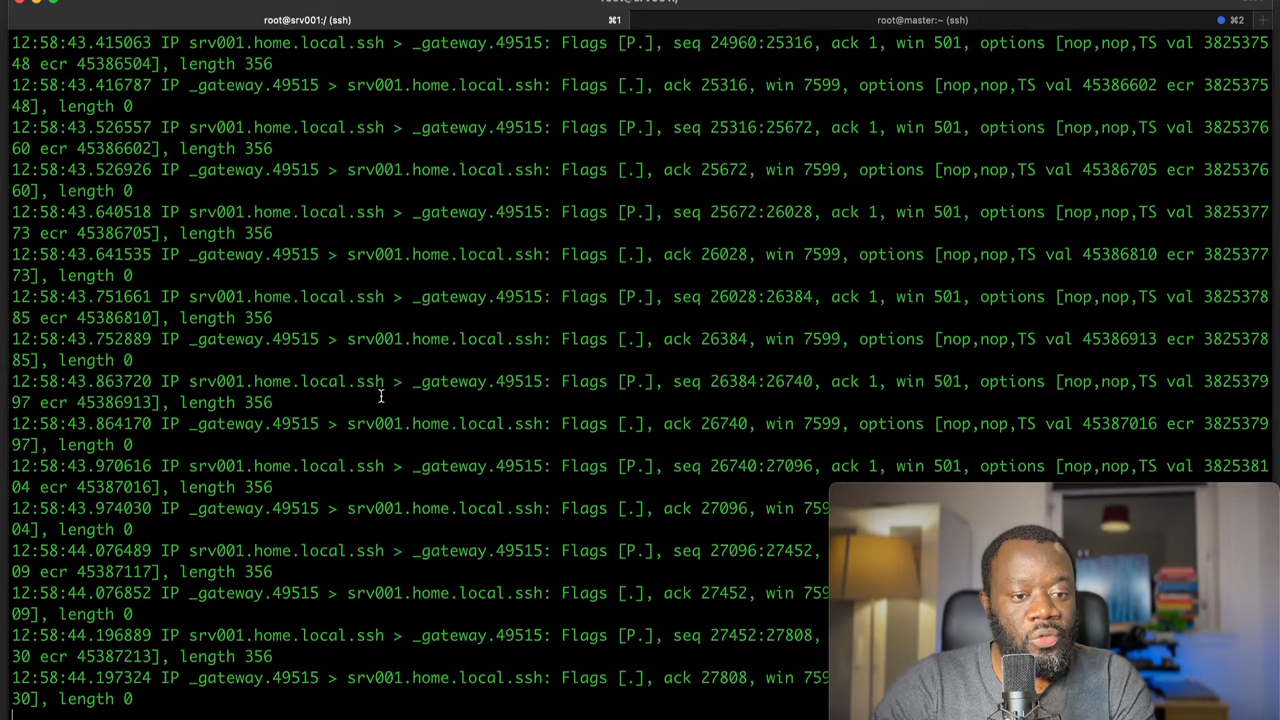 root@srv001:/ (ssh) ⌘1 root@master:~ (ssh) ⌘2 +
12:58:43.415063 IP srv001.home.local.ssh > _gateway.49515: Flags [P.], seq 24960:25316, ack 1, win 501, options [nop,nop,TS val 3825375
48 ecr 45386504], length 356
12:58:43.416787 IP _gateway.49515 > srv001.home.local.ssh: Flags [.], ack 25316, win 7599, options [nop,nop,TS val 45386602 ecr 3825375
48], length 0
12:58:43.526557 IP srv001.home.local.ssh > _gateway.49515: Flags [P.], seq 25316:25672, ack 1, win 501, options [nop,nop,TS val 3825376
60 ecr 45386602], length 356
12:58:43.526926 IP _gateway.49515 > srv001.home.local.ssh: Flags [.], ack 25672, win 7599, options [nop,nop,TS val 45386705 ecr 3825376
60], length 0
12:58:43.640518 IP srv001.home.local.ssh > _gateway.49515: Flags [P.], seq 25672:26028, ack 1, win 501, options [nop,nop,TS val 3825377
73 ecr 45386705], length 356
12:58:43.641535 IP _gateway.49515 > srv001.home.local.ssh: Flags [.], ack 26028, win 7599, options [nop,nop,TS val 45386810 ecr 3825377
73], length 0
12:58:43.751661 IP srv001.home.local.ssh > _gateway.49515: Flags [P.], seq 26028:26384, ack 1, win 501, options [nop,nop,TS val 3825378
85 ecr 45386810], length 356
12:58:43.752889 IP _gateway.49515 > srv001.home.local.ssh: Flags [.], ack 26384, win 7599, options [nop,nop,TS val 45386913 ecr 3825378
85], length 0
12:58:43.863720 IP srv001.home.local.ssh > _gateway.49515: Flags [P.], seq 26384:26740, ack 1, win 501, options [nop,nop,TS val 3825379
97 ecr 45386913], length 356
12:58:43.864170 IP _gateway.49515 > srv001.home.local.ssh: Flags [.], ack 26740, win 7599, options [nop,nop,TS val 45387016 ecr 3825379
97], length 0
12:58:43.970616 IP srv001.home.local.ssh > _gateway.49515: Flags [P.], seq 26740:27096, ack 1, win 501, options [nop,nop,TS val 3825381
04 ecr 45387016], length 356
12:58:43.974030 IP _gateway.49515 > srv001.home.local.ssh: Flags [.], ack 27096, win 759
04], length 0
12:58:44.076489 IP srv001.home.local.ssh > _gateway.49515: Flags [P.], seq 27096:27452,
09 ecr 45387117], length 356
12:58:44.076852 IP _gateway.49515 > srv001.home.local.ssh: Flags [.], ack 27452, win 759
09], length 0
12:58:44.196889 IP srv001.home.local.ssh > _gateway.49515: Flags [P.], seq 27452:27808,
30 ecr 45387213], length 356
12:58:44.197324 IP _gateway.49515 > srv001.home.local.ssh: Flags [.], ack 27808, win 759
30], length 0